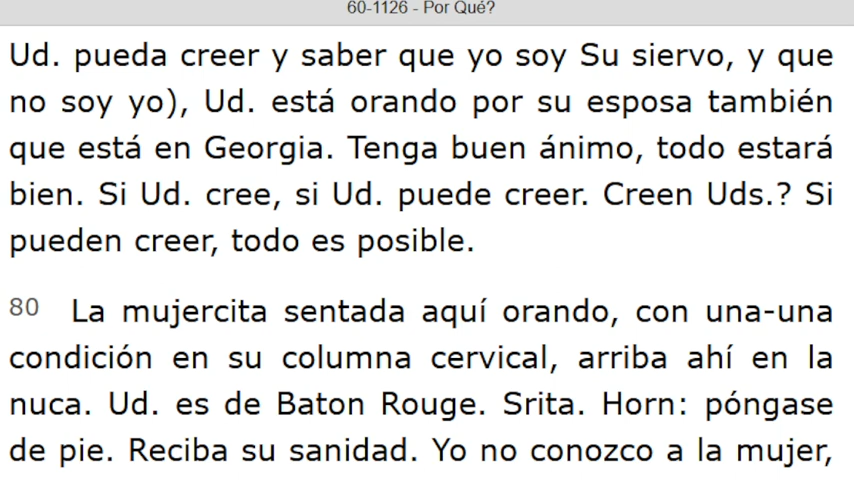 60-1126 - Por Qué?
Ud. pueda creer y saber que yo soy Su siervo, y que
no soy yo), Ud. está orando por su esposa también
que está en Georgia. Tenga buen ánimo, todo estará
bien. Si Ud. cree, si Ud. puede creer. Creen Uds.? Si
pueden creer, todo es posible.
80 La mujercita sentada aquí orando, con una-una
condición en su columna cervical, arriba ahí en la
nuca. Ud. es de Baton Rouge. Srita. Horn: póngase
de pie. Reciba su sanidad. Yo no conozco a la mujer,